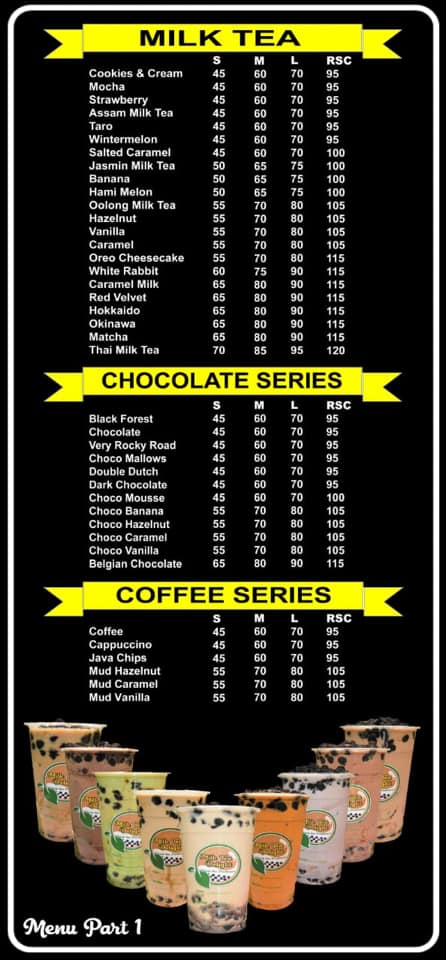 MILK TEA
S M L RSC
Cookies & Cream 45 60 70 95
Mocha 45 60 70 95
Strawberry 45 60 70 95
Assam Milk Tea 45 60 70 95
Taro 45 60 70 95
Wintermelon 45 60 70 95
Salted Caramel 45 60 70 100
Jasmin Milk Tea 50 65 75 100
Banana 50 65 75 100
Hami Melon 50 65 75 100
Oolong Milk Tea 55 70 80 105
Hazelnut 55 70 80 105
Vanilla 55 70 80 105
Caramel 55 70 80 105
Oreo Cheesecake 55 70 80 115
White Rabbit 60 75 90 115
Caramel Milk 65 80 90 115
Red Velvet 65 80 90 115
Hokkaido 65 80 90 115
Okinawa 65 80 90 115
Matcha 65 80 90 115
Thai Milk Tea 70 85 95 120
CHOCOLATE SERIES
S M L RSC
Black Forest 45 60 70 95
Chocolate 45 60 70 95
Very Rocky Road 45 60 70 95
Choco Mallows 45 60 70 95
Double Dutch 45 60 70 95
Dark Chocolate 45 60 70 95
Choco Mousse 45 60 70 100
Choco Banana 55 70 80 105
Choco Hazelnut 55 70 80 105
Choco Caramel 55 70 80 105
Choco Vanilla 55 70 80 105
Belgian Chocolate 65 80 90 115
COFFEE SERIES
S M L RSC
Coffee 45 60 70 95
Cappuccino 45 60 70 95
Java Chips 45 60 70 95
Mud Hazelnut 55 70 80 105
Mud Caramel 55 70 80 105
Mud Vanilla 55 70 80 105
Milk Tea
Delight
Menu Part 1